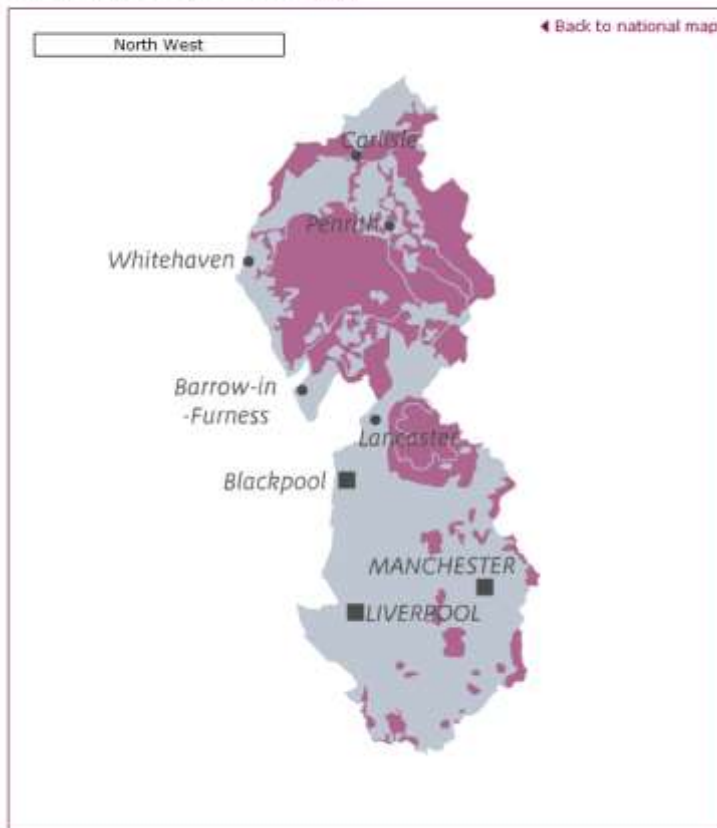 North West
Back to national map
Carlisle
Penrith
Whitehaven
Barrow-in
-Furness
Lancaster
Blackpool
MANCHESTER
LIVERPOOL